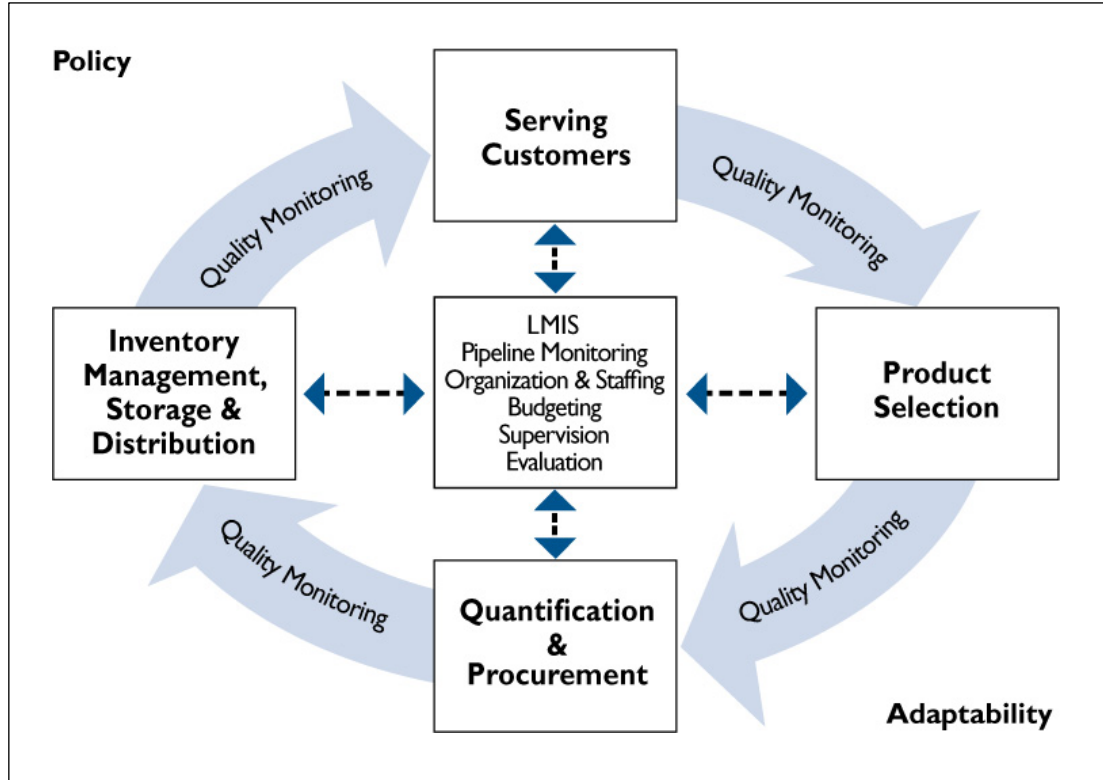 Policy
Serving
Customers
Quality Monitoring
Quality Monitoring
Inventory
Management,
Storage &
Distribution
LMIS
Pipeline Monitoring
Organization & Staffing
Budgeting
Supervision
Evaluation
Product
Selection
Quality Monitoring
Quality Monitoring
Quantification
&
Procurement
Adaptability